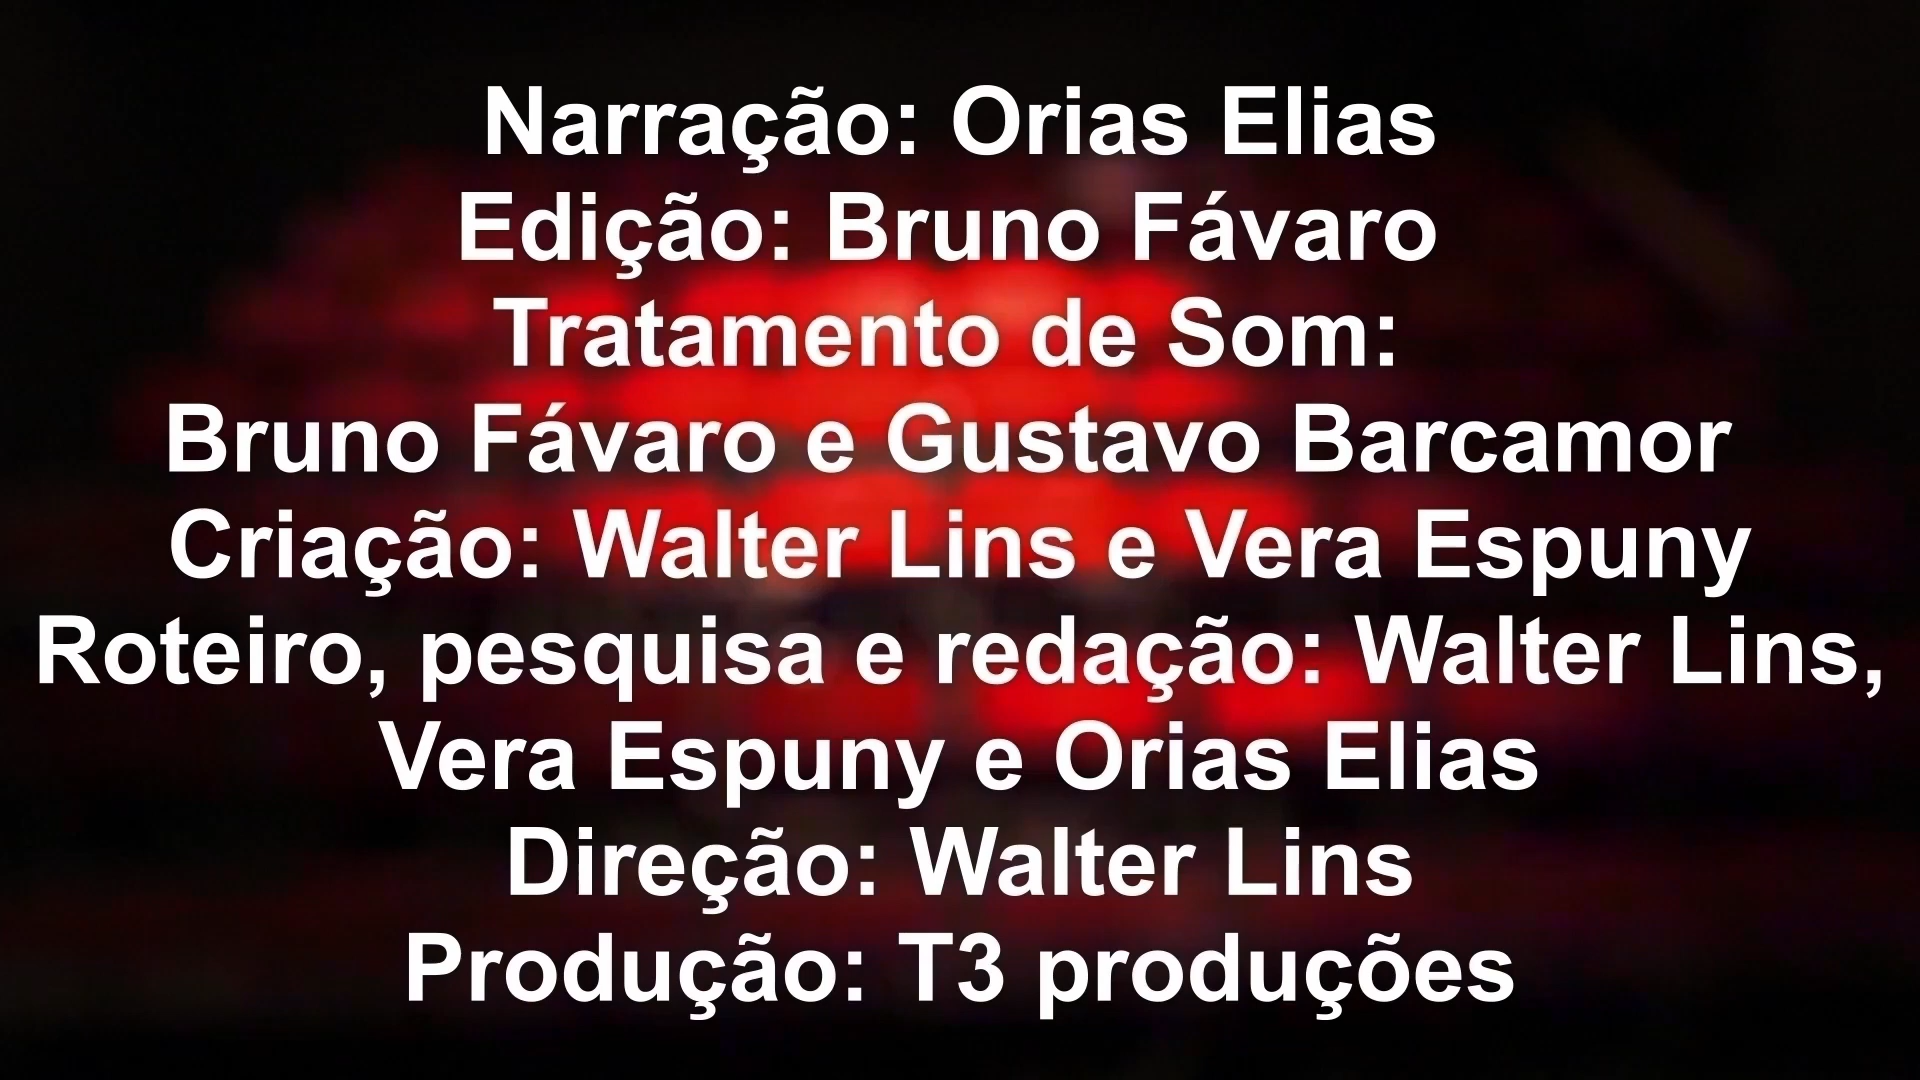 Narração: Orias Elias
Edição: Bruno Fávaro
Tratamento de Som:
Bruno Fávaro e Gustavo Barcamor
Criação: Walter Lins e Vera Espuny
Roteiro, pesquisa e redação: Walter Lins,
Vera Espuny e Orias Elias
Direção: Walter Lins
Produção: T3 produções